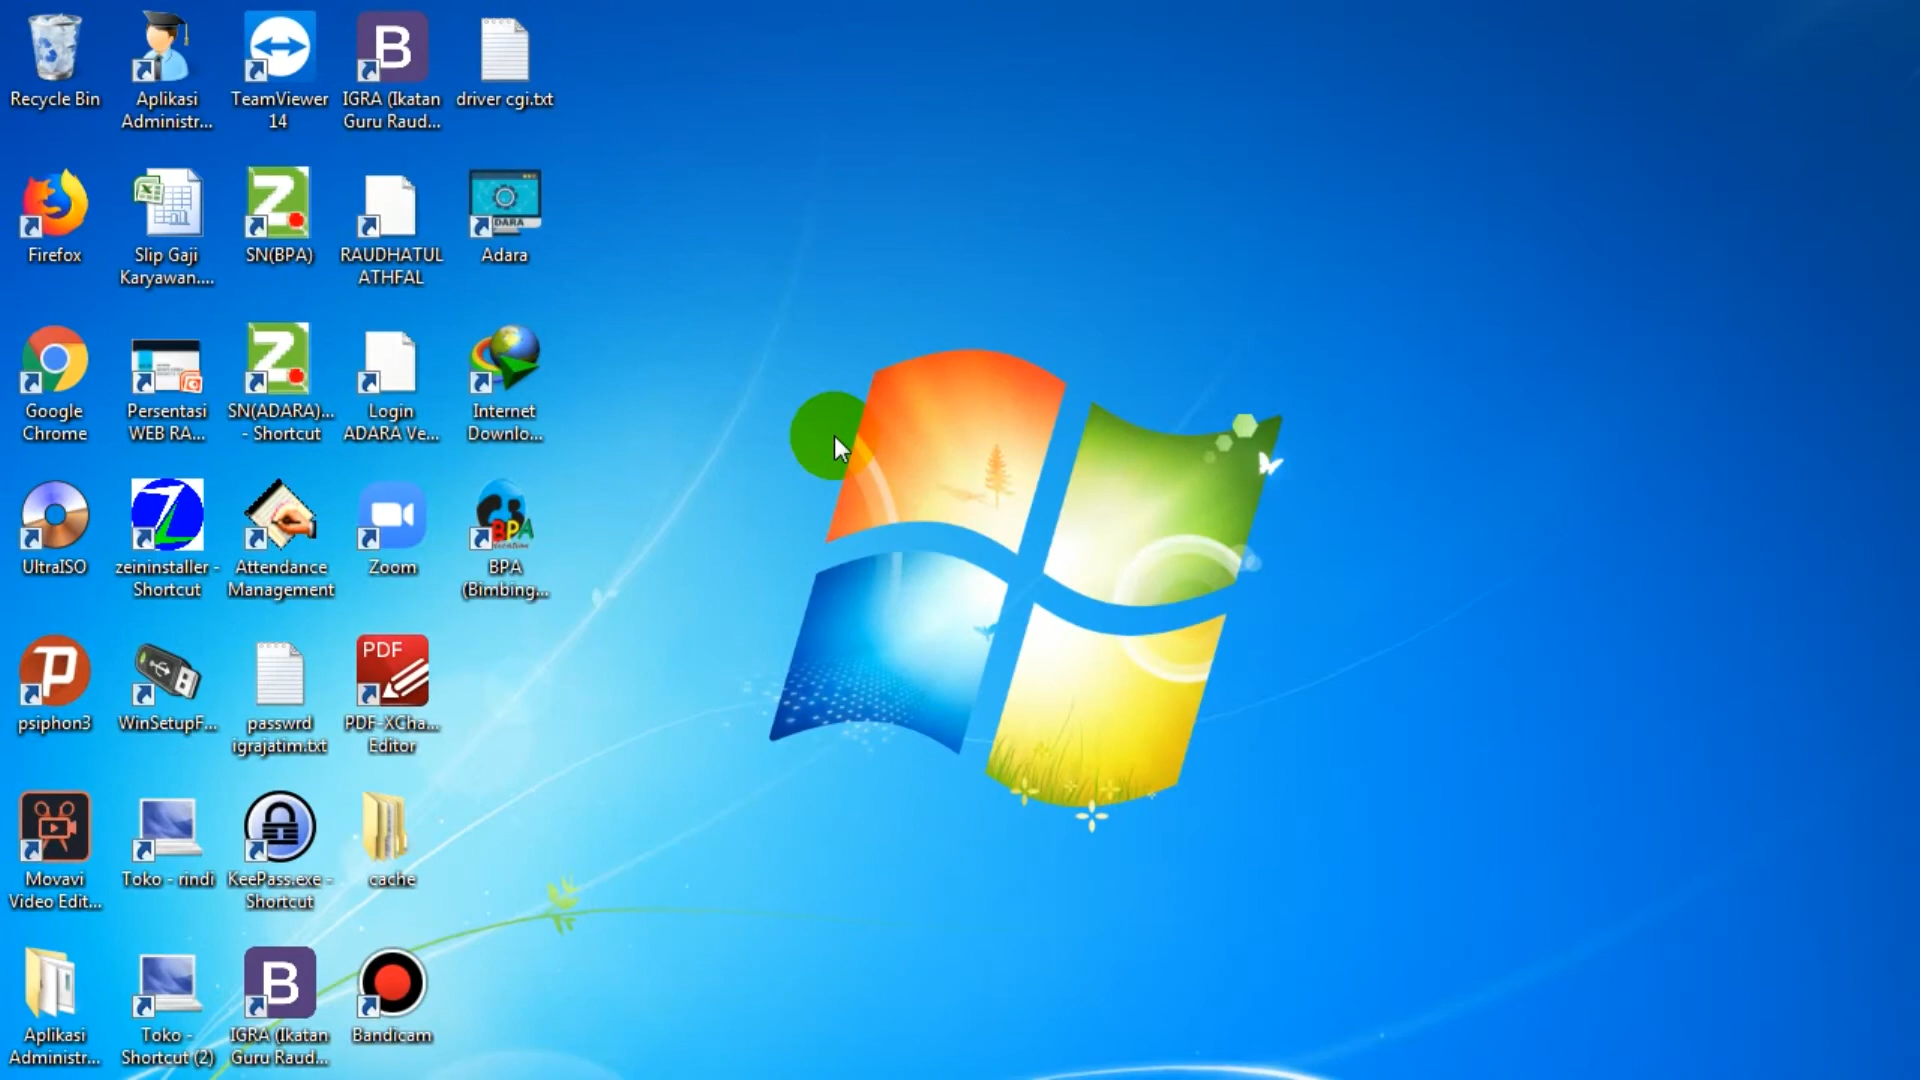 Recycle Bin
Aplikasi
Administr...
TeamViewer
14
IGRA (Ikatan
Guru Raud...
driver cgi.txt
Firefox
Slip Gaji
Karyawan....
SN(BPA)
RAUDHATUL
ATHFAL
DARA
Adara
Google
Chrome
Persentasi
WEB RA...
SN(ADARA)...
- Shortcut
Login
ADARA Ve...
Internet
Downlo...
UltraISO
zeininstaller -
Shortcut
Attendance
Management
Zoom
BPA
BPA
(Bimbing...
psiphon3
WinSetupF...
passwrd
igrajatim.txt
PDF
PDF-XCha...
Editor
Movavi
Video Edit...
Toko - rindi
KeePass.exe -
Shortcut
cache
Aplikasi
Administr...
Toko -
Shortcut (2)
IGRA (Ikatan
Guru Raud...
Bandicam